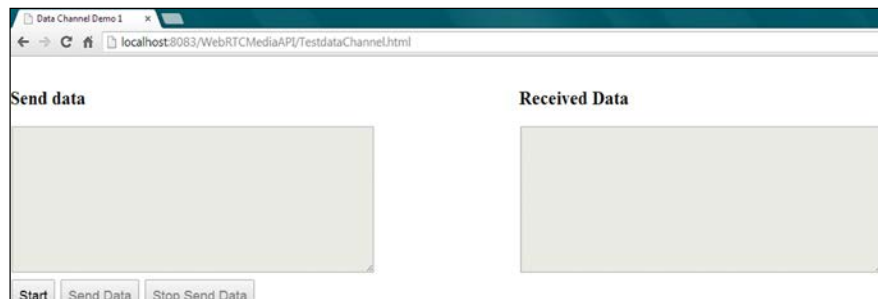 Data Channel Demo 1
localhost:8083/WebRTCMediaAPI/TestdataChannel.html
Send data
Received Data
Start Send Data Stop Send Data